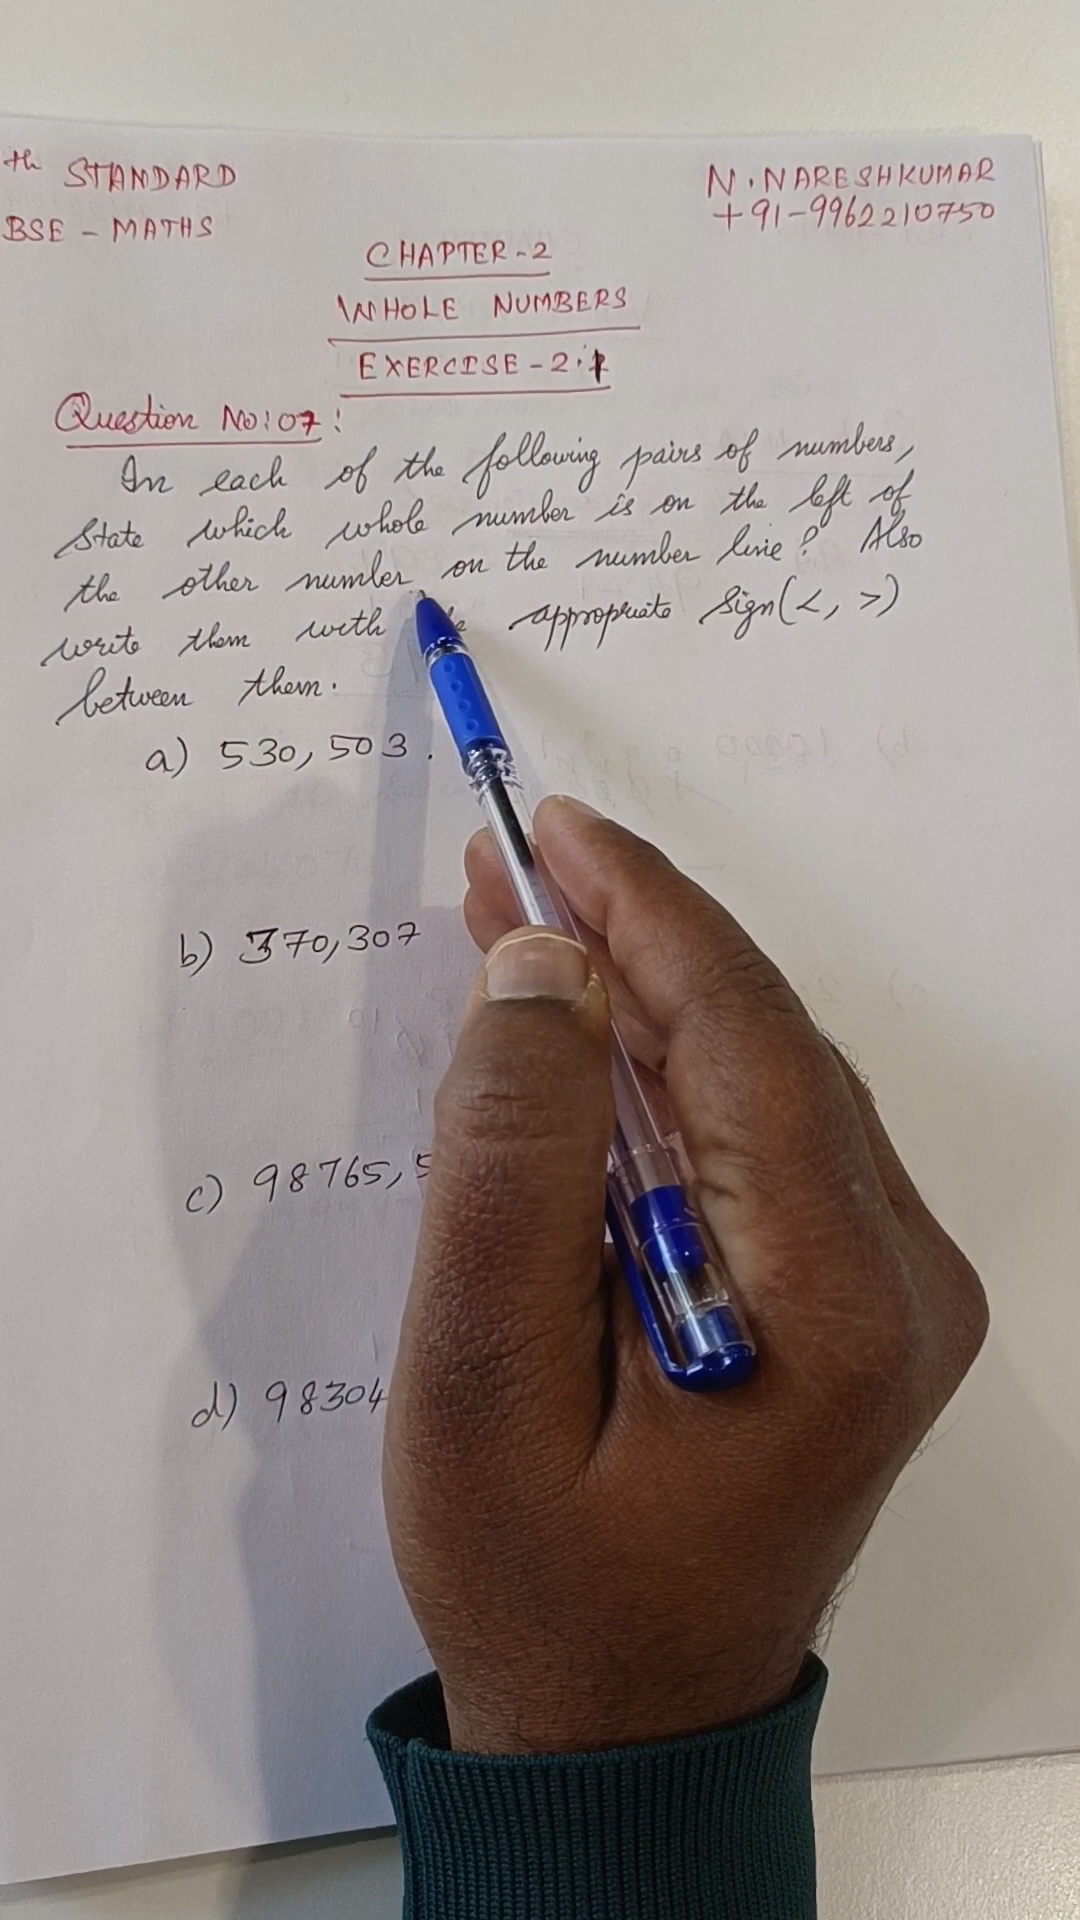 th STANDARD
BSE - MATHS
N. NARESHKUMAR
+91-9962210750
CHAPTER-2
WHOLE NUMBERS
EXERCISE-2.1
Question No:07:
In each of the following pairs of numbers,
state which whole number is on the left of
the other number on the number line? Also
write them with appropriate sign(<, >)
between them.
a) 530, 503.
b) 370, 307
c) 98765, 5
d) 98304